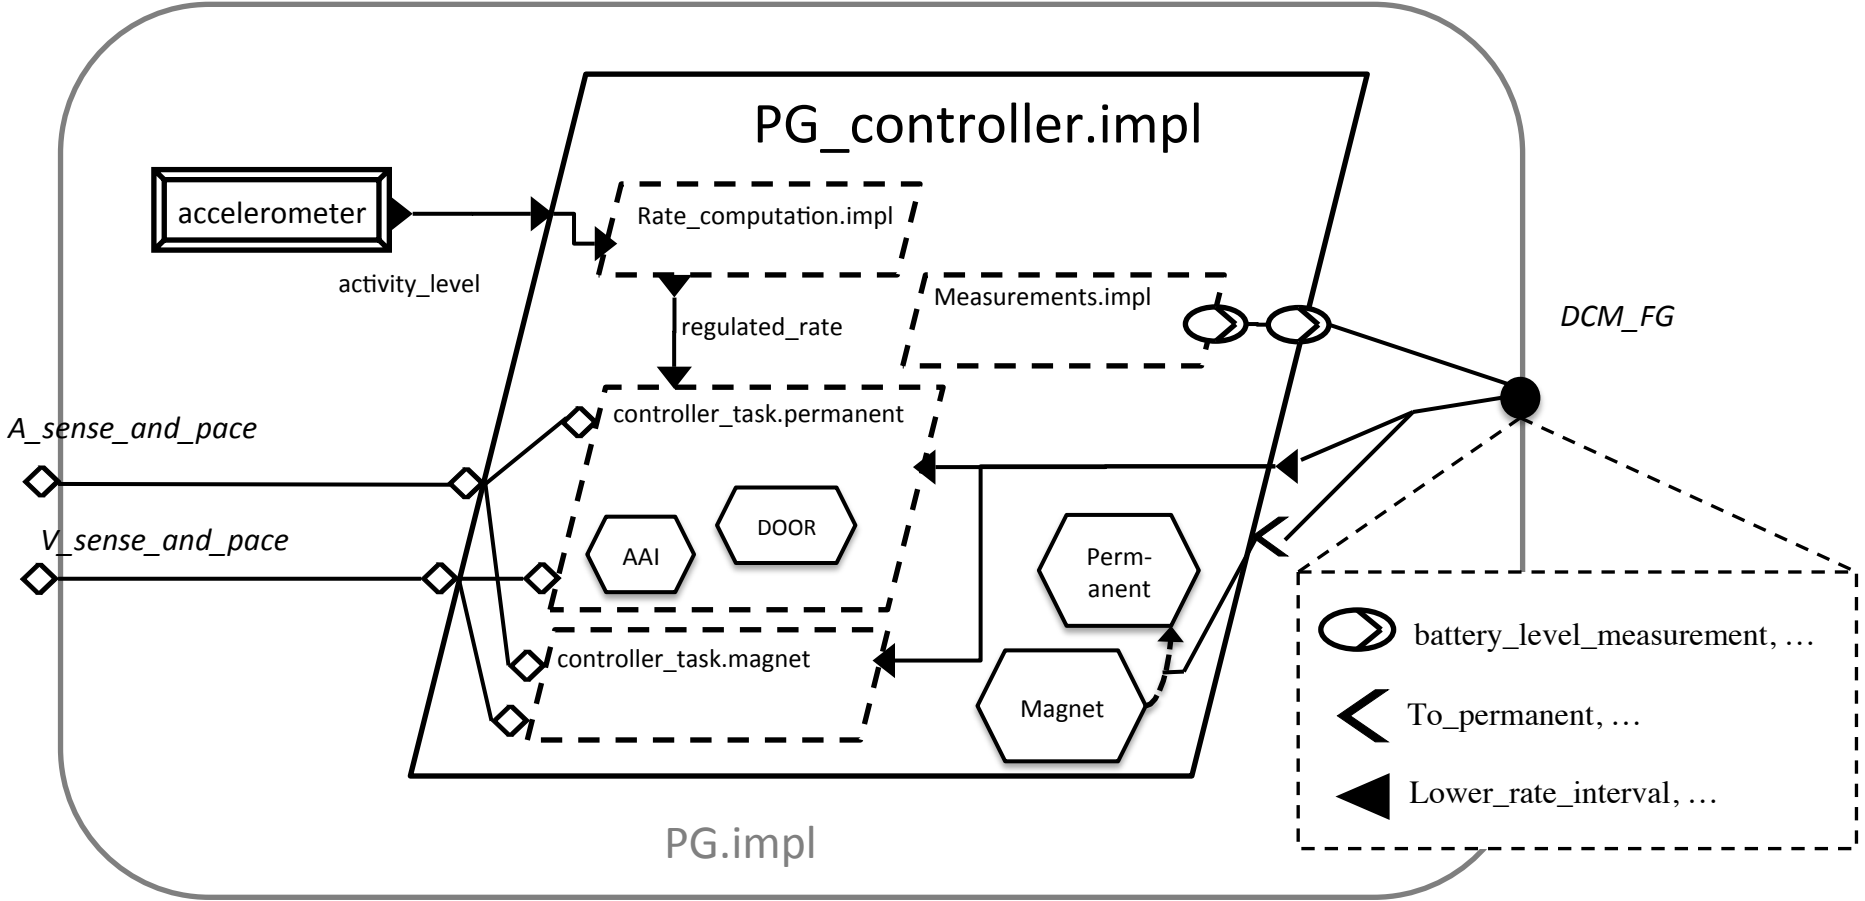 PG_controller.impl
accelerometer
Rate_computation.impl
activity_level
Measurements.impl
DCM_FG
regulated_rate
controller_task.permanent
A_sense_and_pace
V_sense_and_pace
AAI
DOOR
Perm-
anent
controller_task.magnet
Magnet
battery_level_measurement, ...
To_permanent, ...
Lower_rate_interval, ...
PG.impl